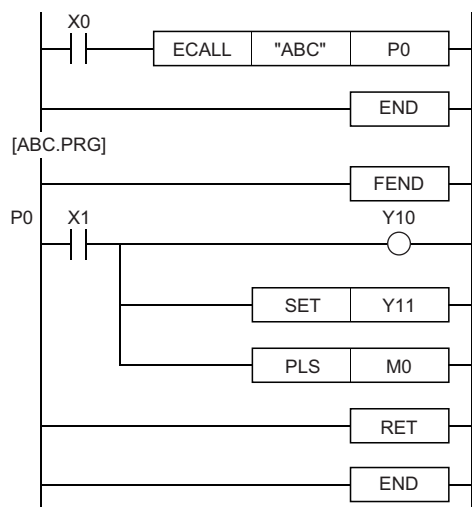 X0
ECALL "ABC" P0
END
[ABC.PRG]
FEND
P0 X1 Y10
SET Y11
PLS M0
RET
END